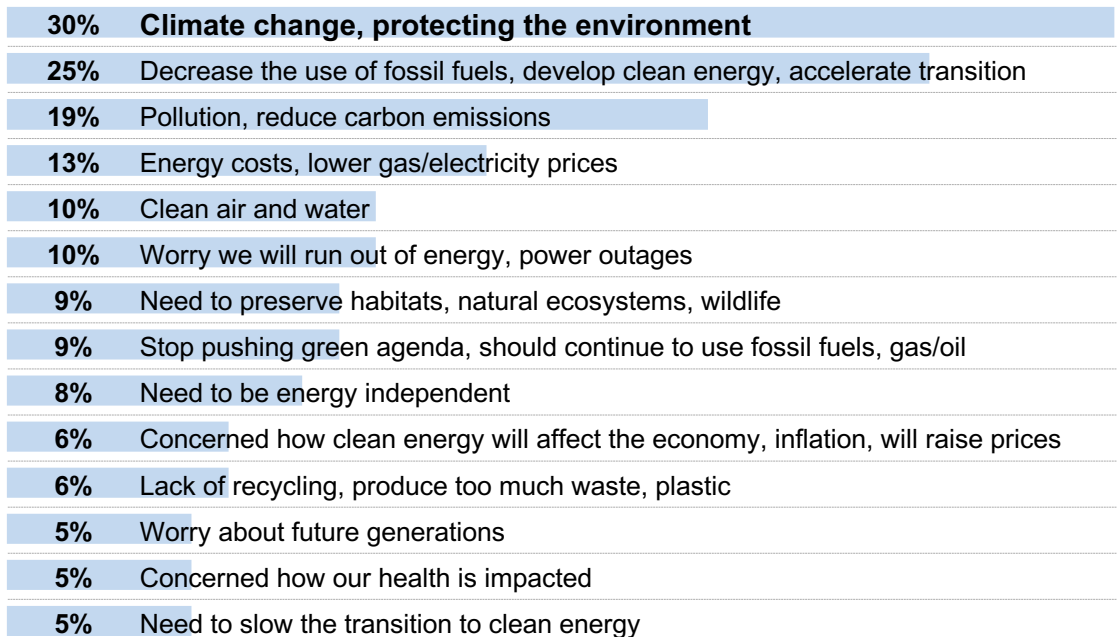 30% Climate change, protecting the environment
25% Decrease the use of fossil fuels, develop clean energy, accelerate transition
19% Pollution, reduce carbon emissions
13% Energy costs, lower gas/electricity prices
10% Clean air and water
10% Worry we will run out of energy, power outages
9% Need to preserve habitats, natural ecosystems, wildlife
9% Stop pushing green agenda, should continue to use fossil fuels, gas/oil
8% Need to be energy independent
6% Concerned how clean energy will affect the economy, inflation, will raise prices
6% Lack of recycling, produce too much waste, plastic
5% Worry about future generations
5% Concerned how our health is impacted
5% Need to slow the transition to clean energy